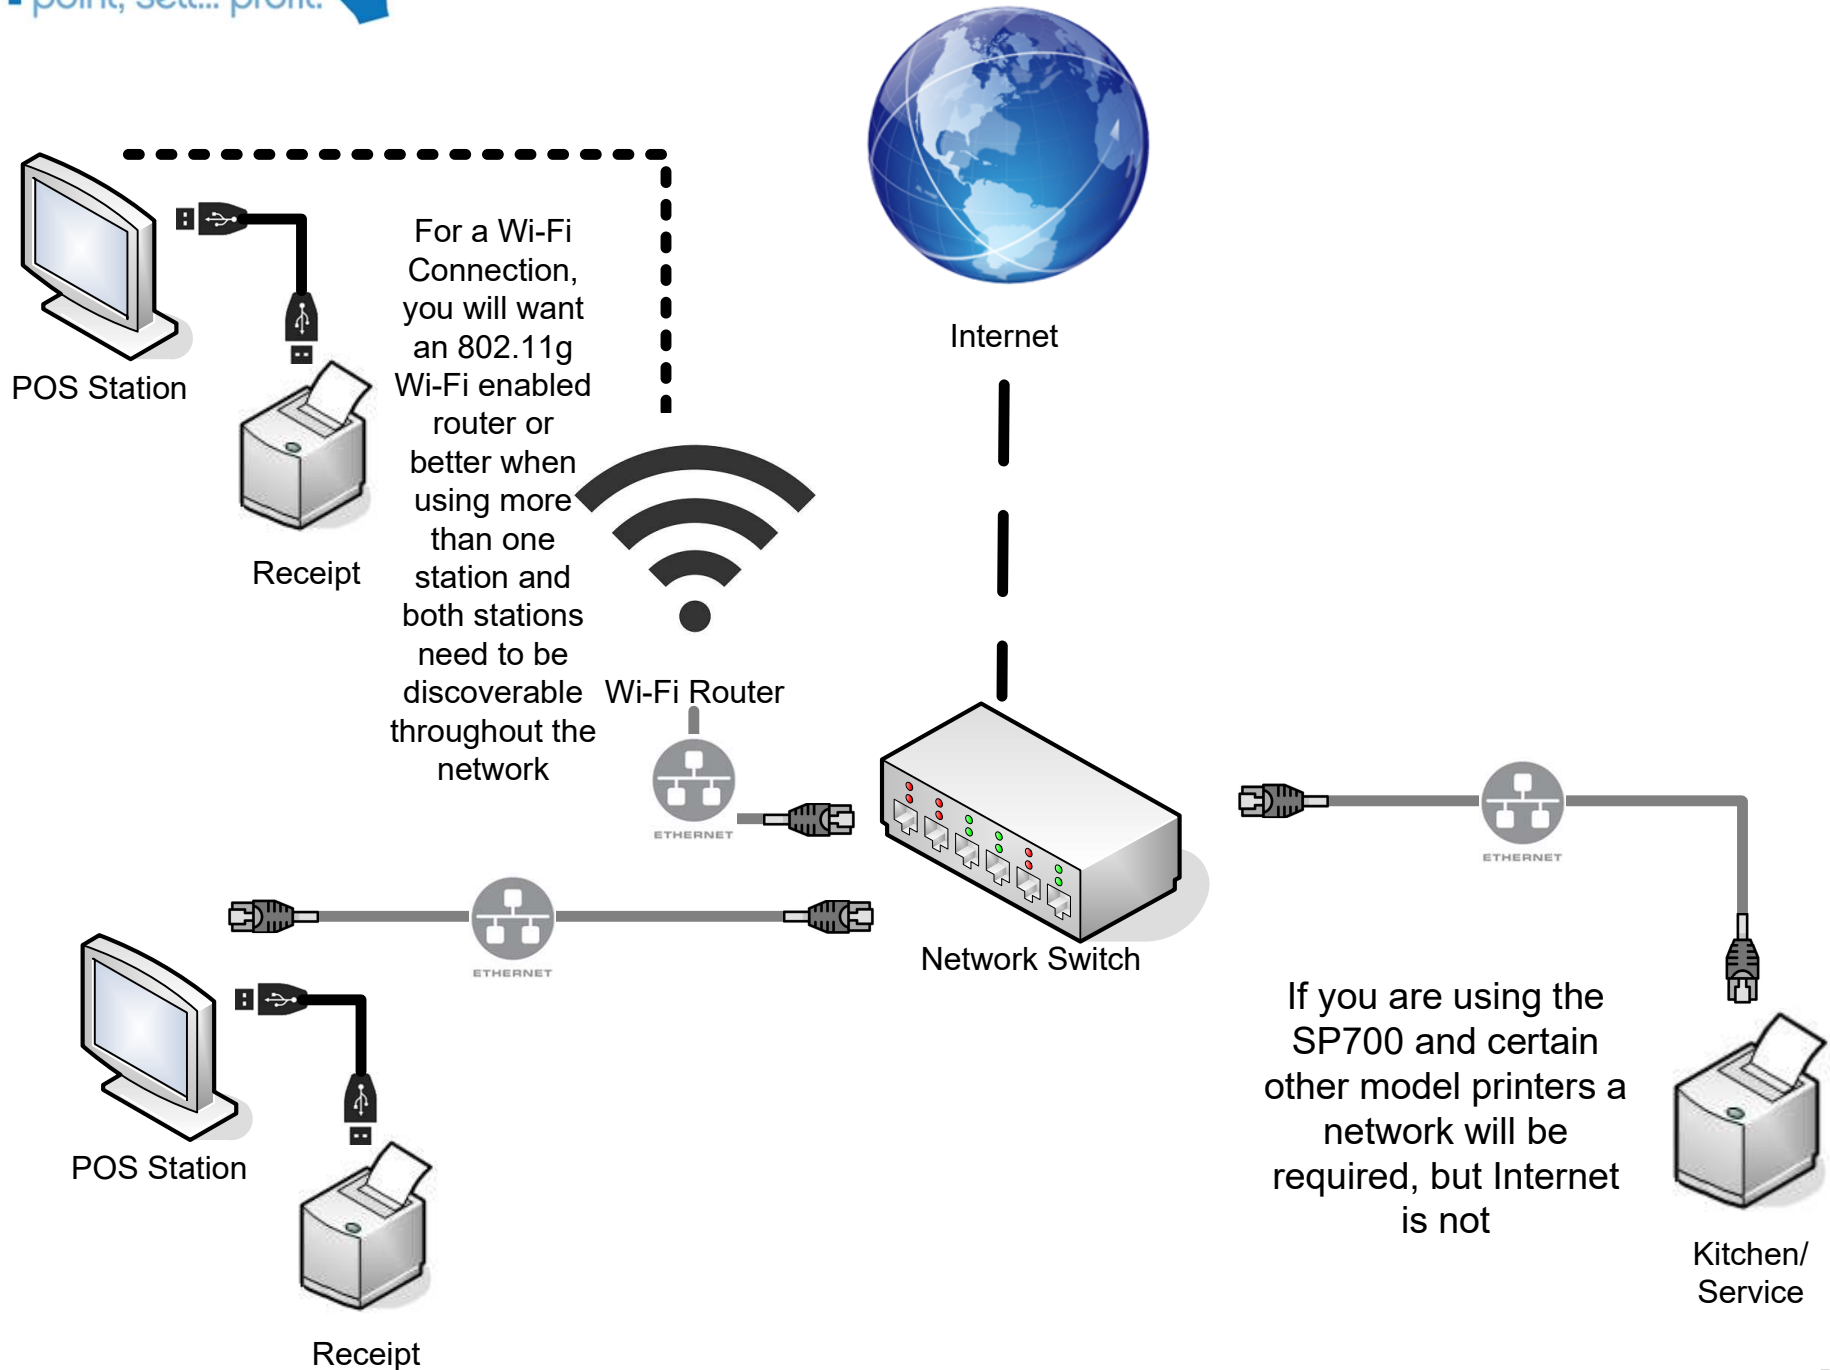 point, sell... profit.
Internet
POS Station
Receipt
For a Wi-Fi
Connection,
you will want
an 802.11g
Wi-Fi enabled
router or
better when
using more
than one
station and
both stations
need to be
discoverable
throughout the
network
Wi-Fi Router
ETHERNET
ETHERNET
ETHERNET
Network Switch
POS Station
Receipt
If you are using the
SP700 and certain
other model printers a
network will be
required, but Internet
is not
Kitchen/
Service